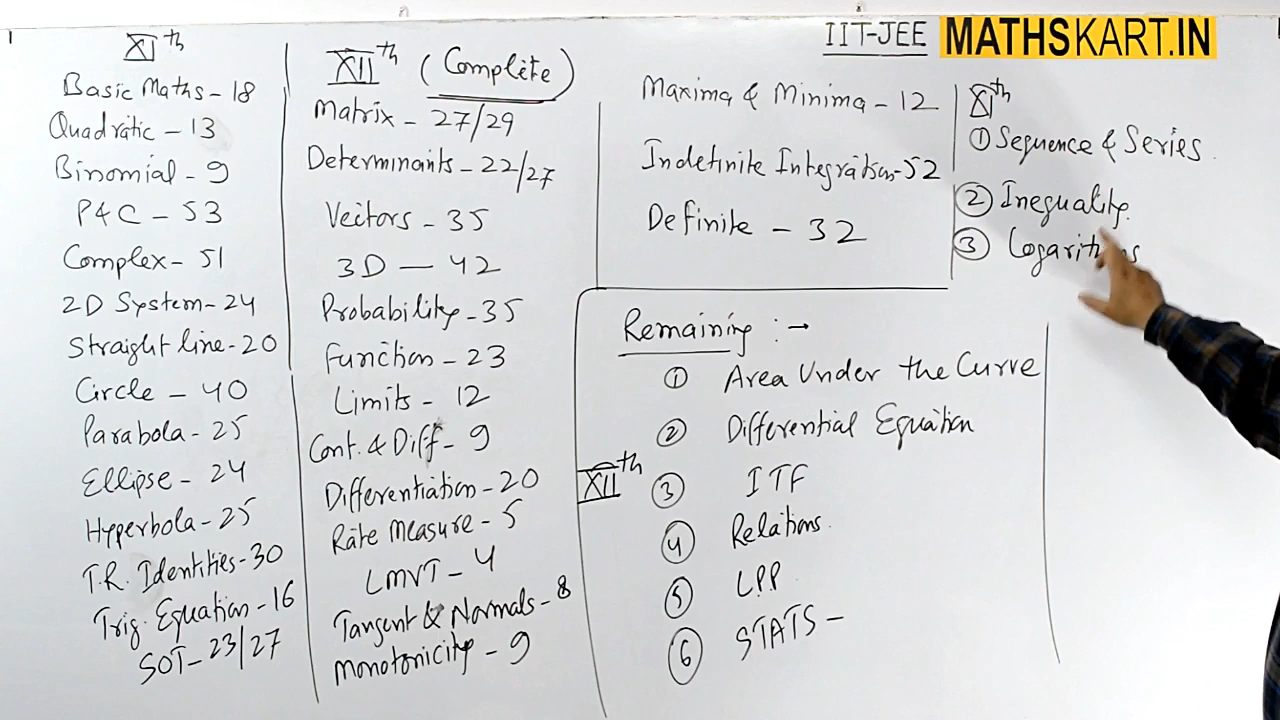 IIT-JEE MATHSKART.IN
XIth
Basic Maths - 18
Quadratic - 13
Binomial - 9
P&C - 53
Complex - 51
2D System - 24
Straight line - 20
Circle - 40
Parabola - 25
Ellipse - 24
Hyperbola - 25
T.R. Identities - 30
Trig. Equation - 16
SOT - 23/27
XIIth (Complete)
Matrix - 27/29
Determinants - 22/27
Vectors - 35
3D - 42
Probability - 35
Function - 23
Limits - 12
Cont. & Diff - 9
Differentiation - 20
Rate Measure - 5
LMVT - 4
Tangent & Normals - 8
Monotonicity - 9
Maxima & Minima - 12
Indefinite Integration - 52
Definite - 32
XIth
① Sequence & Series.
② Inequality.
③
Remaining :→
XIIth
① Area Under the Curve
② Differential Equation
③ ITF
④ Relations.
⑤ LPP
⑥ STATS -